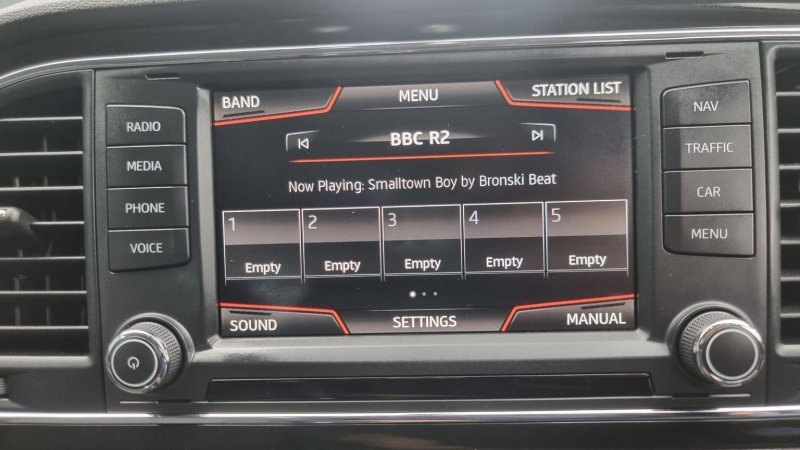 BAND
MENU
STATION LIST
RADIO
MEDIA
PHONE
VOICE
BBC R2
Now Playing: Smalltown Boy by Bronski Beat
1 2 3 4 5
Empty Empty Empty Empty Empty
SOUND
SETTINGS
MANUAL
NAV
TRAFFIC
CAR
MENU